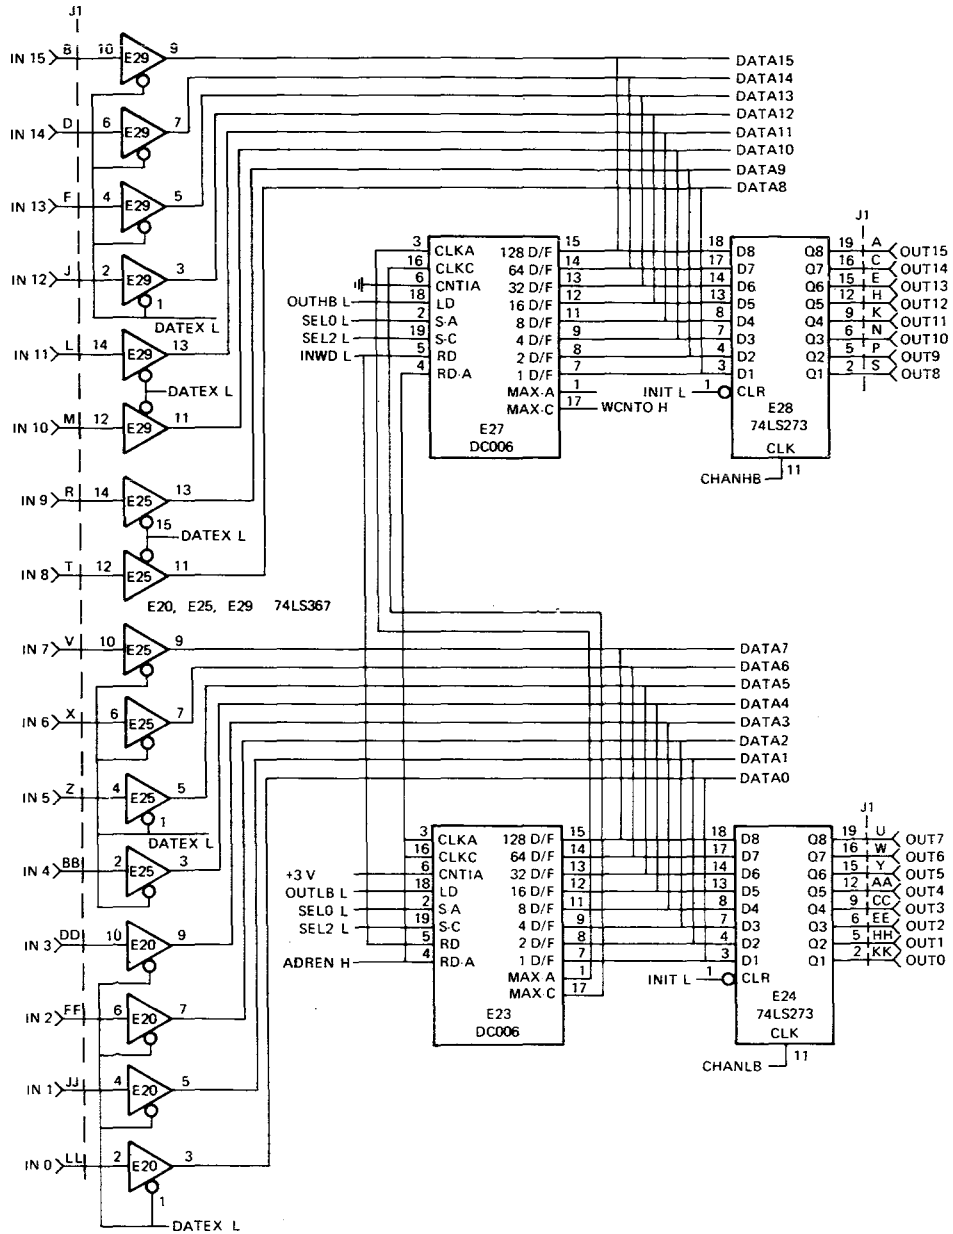 J1
IN 15 B 10 E29 9 DATA15
DATA14
DATA13
IN 14 D 6 E29 7 DATA12
DATA11
DATA10
DATA9
DATA8
IN 13 F 4 E29 5
IN 12 J 2 E29 3
1
DATEX L
IN 11 L 14 E29 13
DATEX L
IN 10 M 12 E29 11
IN 9 R 14 E25 13
15
DATEX L
IN 8 T 12 E25 11
E20, E25, E29 74LS367
3 CLKA 128 D/F 15
16 CLKC 64 D/F 14
6 CNTIA 32 D/F 13
OUTHB L 18 LD 16 D/F 12
SEL0 L 2 S·A 8 D/F 11
SEL2 L 19 S·C 4 D/F 9
INWD L 5 RD 2 D/F 8
4 RD·A 1 D/F 7
MAX·A 1
MAX·C 17 WCNTO H
E27
DC006
J1
18 D8 Q8 19 A OUT15
17 D7 Q7 16 C OUT14
14 D6 Q6 15 E OUT13
13 D5 Q5 12 H OUT12
8 D4 Q4 9 K OUT11
7 D3 Q3 6 N OUT10
4 D2 Q2 5 P OUT9
3 D1 Q1 2 S OUT8
INIT L 1 CLR
E28
74LS273
CLK
CHANHB 11
IN 7 V 10 E25 9 DATA7
DATA6
DATA5
IN 6 X 6 E25 7 DATA4
DATA3
DATA2
DATA1
DATA0
IN 5 Z 4 E25 5
1
DATEX L
IN 4 BB 2 E25 3
IN 3 DD 10 E20 9
IN 2 FF 6 E20 7
IN 1 JJ 4 E20 5
IN 0 LL 2 E20 3
1
DATEX L
3 CLKA 128 D/F 15
16 CLKC 64 D/F 14
+3 V 6 CNTIA 32 D/F 13
OUTLB L 18 LD 16 D/F 12
SEL0 L 2 S·A 8 D/F 11
SEL2 L 19 S·C 4 D/F 9
5 RD 2 D/F 8
ADREN H 4 RD·A 1 D/F 7
MAX·A 1
MAX·C 17
E23
DC006
J1
18 D8 Q8 19 U OUT7
17 D7 Q7 16 W OUT6
14 D6 Q6 15 Y OUT5
13 D5 Q5 12 AA OUT4
8 D4 Q4 9 CC OUT3
7 D3 Q3 6 EE OUT2
4 D2 Q2 5 HH OUT1
3 D1 Q1 2 KK OUT0
INIT L 1 CLR
E24
74LS273
CLK
CHANLB 11